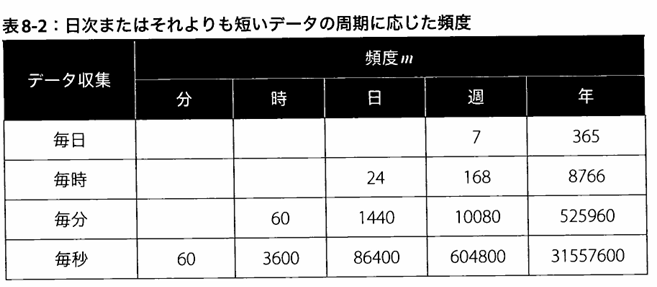 表8-2：日次またはそれよりも短いデータの周期に応じた頻度
データ収集 頻度m
分 時 日 週 年
毎日 7 365
毎時 24 168 8766
毎分 60 1440 10080 525960
毎秒 60 3600 86400 604800 31557600